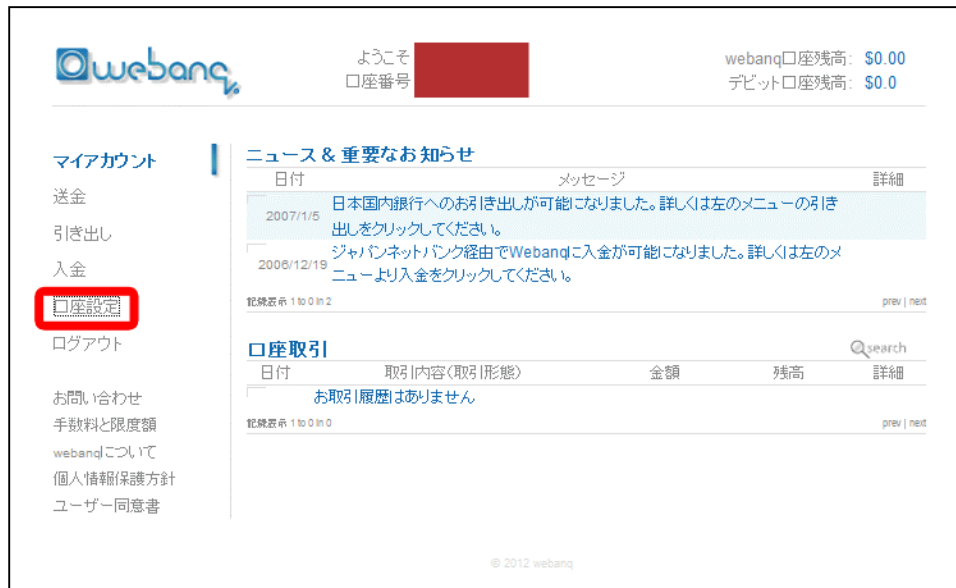 webanq
ようこそ
口座番号
webanq口座残高: $0.00
デビット口座残高: $0.0
マイアカウント
送金
引き出し
入金
口座設定
ログアウト
お問い合わせ
手数料と限度額
webanqについて
個人情報保護方針
ユーザー同意書
ニュース & 重要なお知らせ
日付 メッセージ 詳細
2007/1/5 日本国内銀行へのお引き出しが可能になりました。詳しくは左のメニューの引き
出しをクリックしてください。
2006/12/19 ジャパンネットバンク経由でWebanqに入金が可能になりました。詳しくは左のメ
ニューより入金をクリックしてください。
記録表示 1 to 0 in 2 prev | next
口座取引 search
日付 取引内容(取引形態) 金額 残高 詳細
お取引履歴はありません
記録表示 1 to 0 in 0 prev | next
© 2012 webanq